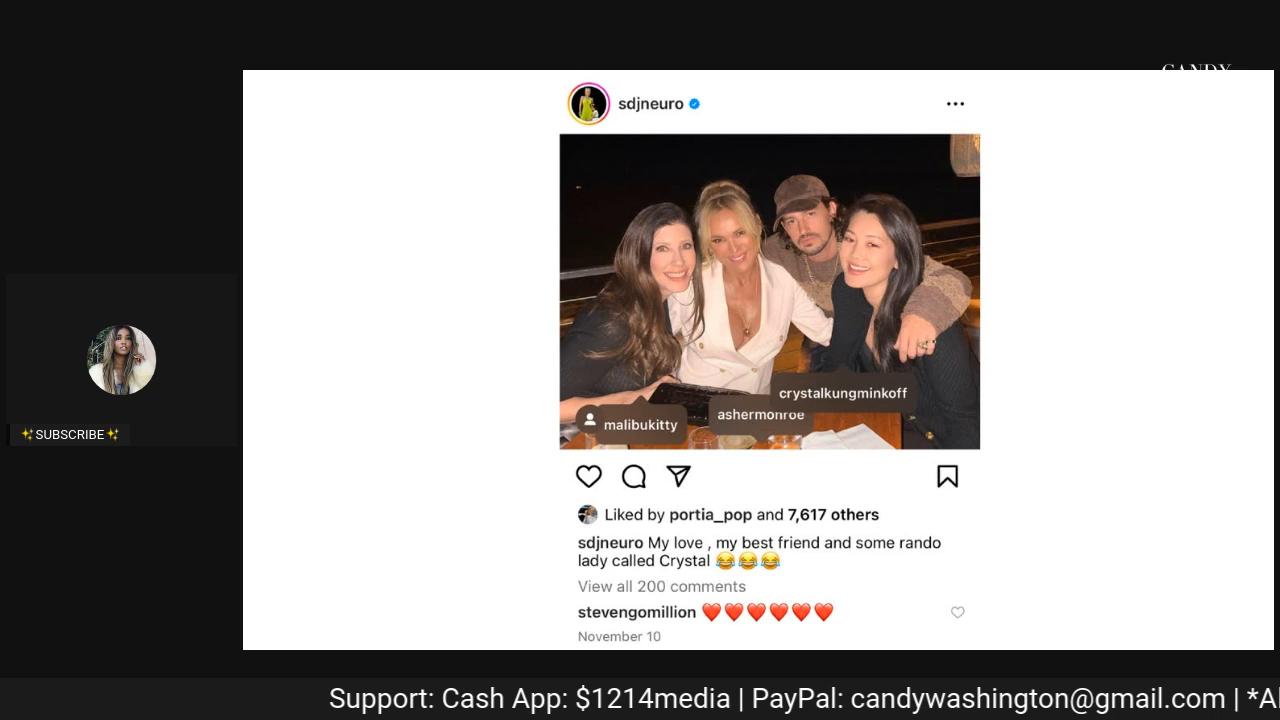 CANDY
sdjneuro
crystalkungminkoff
ashermonroe
malibukitty
Liked by portia_pop and 7,617 others
sdjneuro My love , my best friend and some rando
lady called Crystal 😂😂😂
View all 200 comments
stevengomillion ❤️❤️❤️❤️❤️❤️
November 10
✨SUBSCRIBE✨
Support: Cash App: $1214media | PayPal: candywashington@gmail.com | *Al